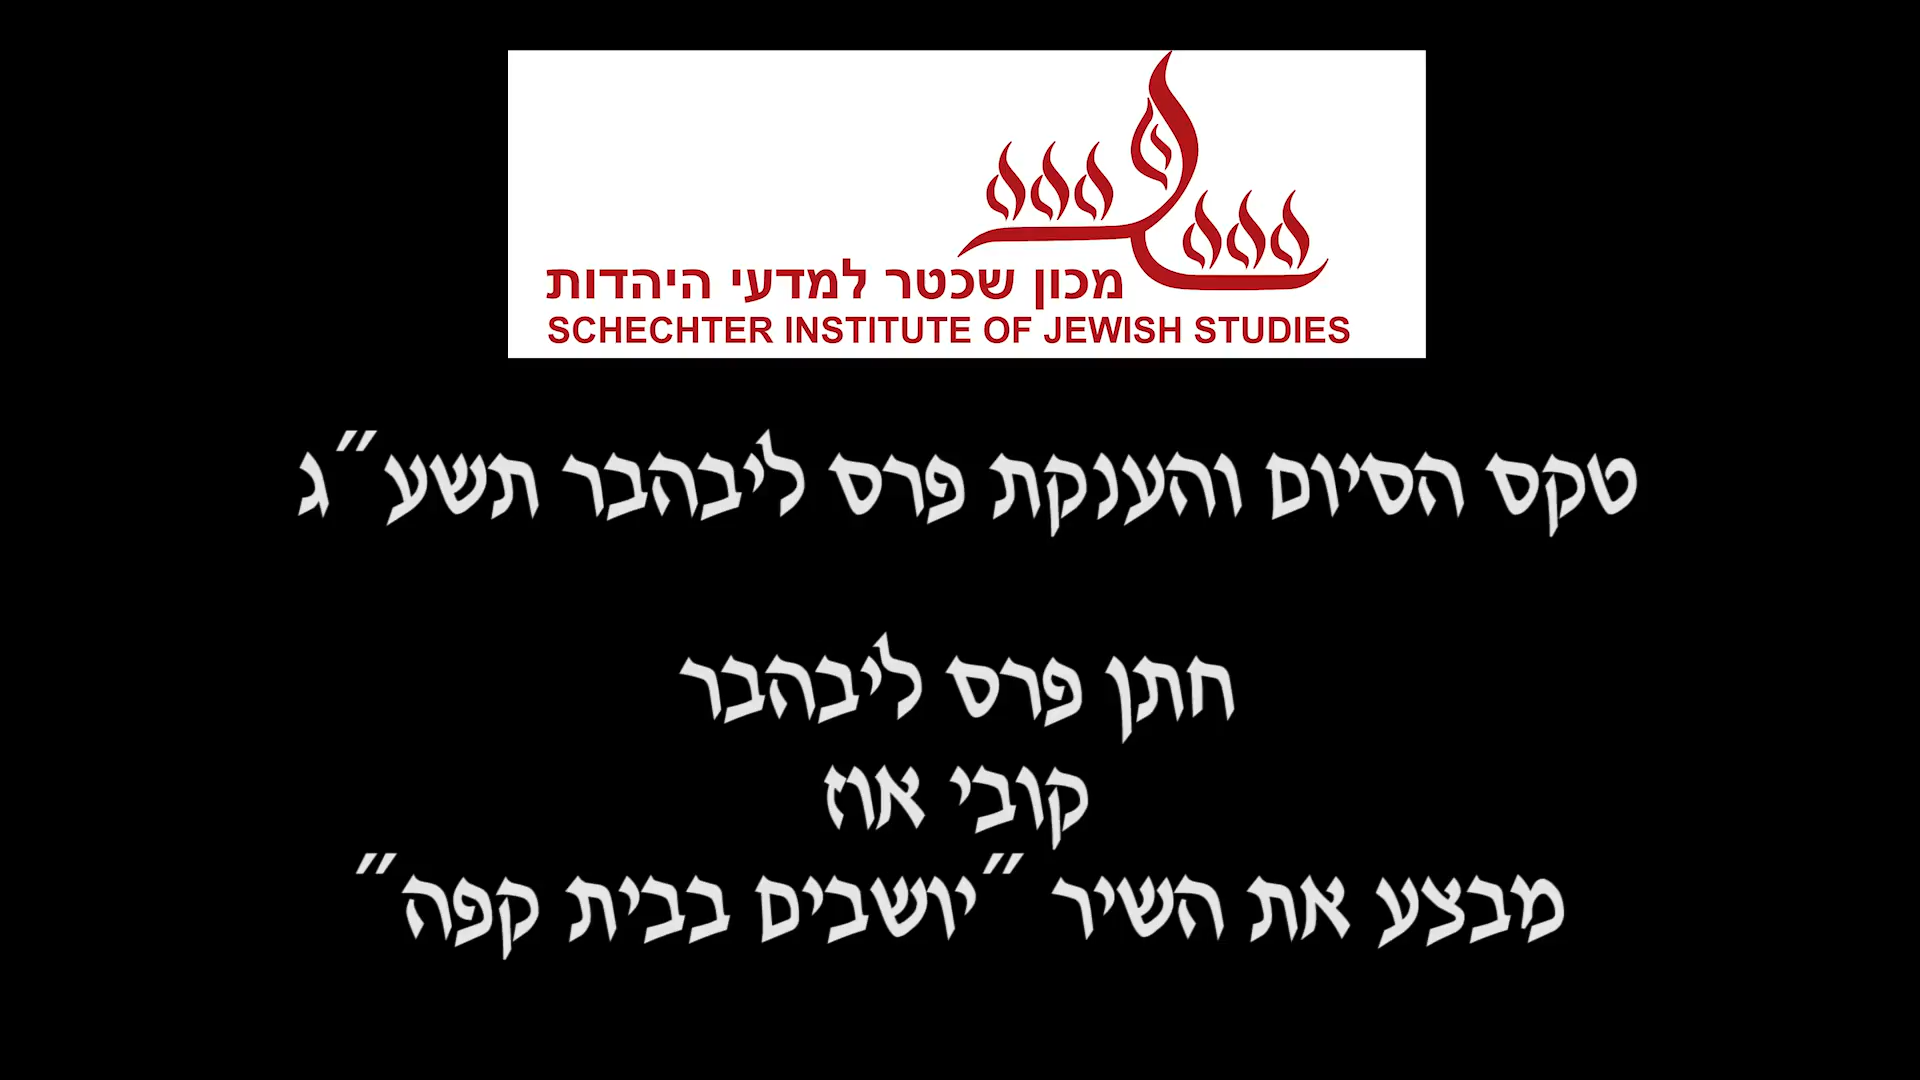 מכון שכטר למדעי היהדות
SCHECHTER INSTITUTE OF JEWISH STUDIES
טקס הסיום והענקת פרס ליבהבר תשע״ג
חתן פרס ליבהבר
קובי אוז
מבצע את השיר ״יושבים בבית קפה״